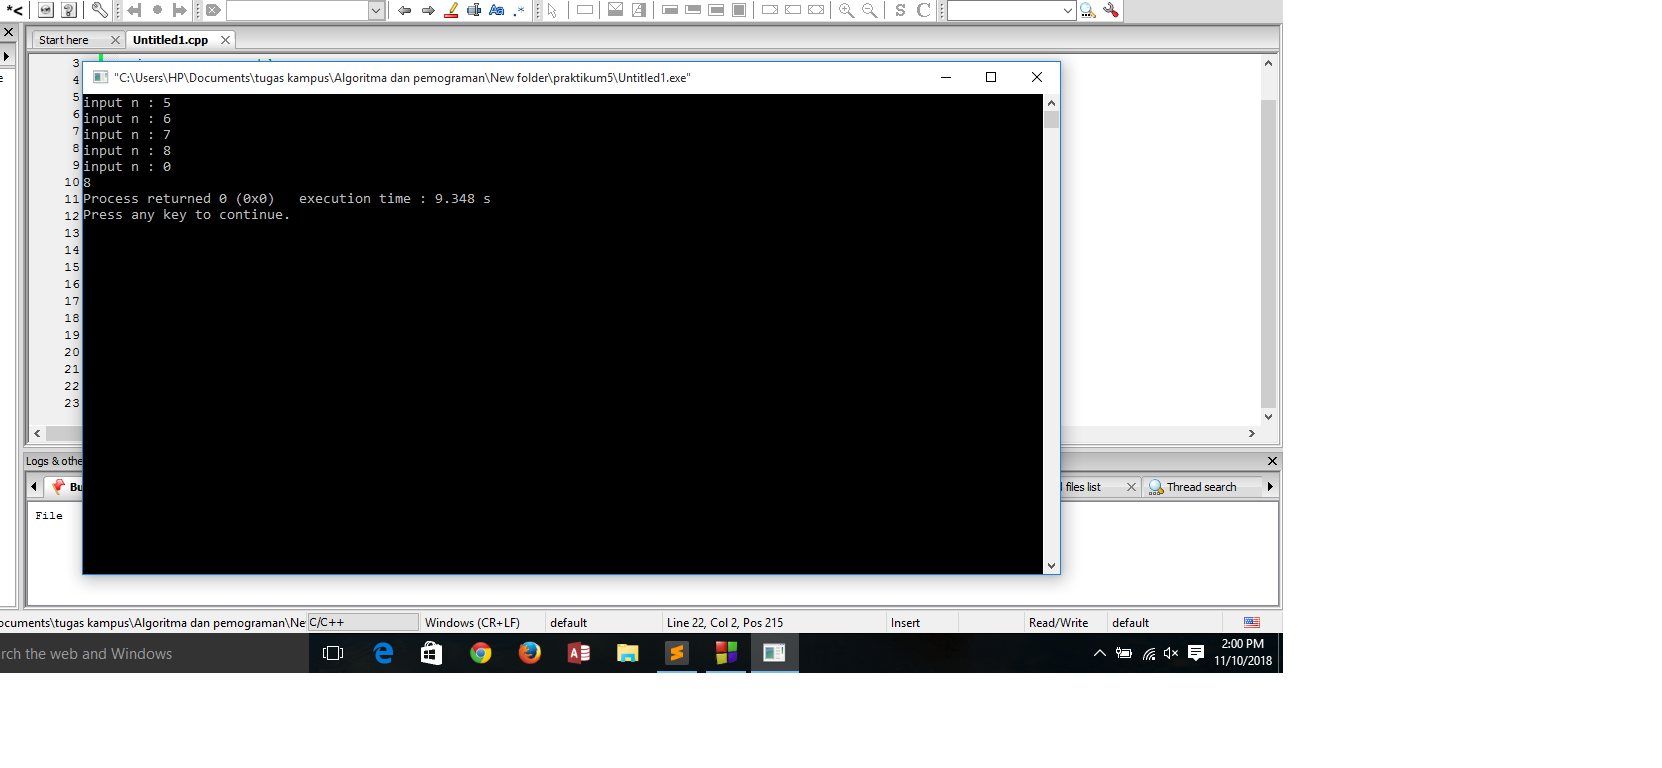 Start here
Untitled1.cpp
"C:\Users\HP\Documents\tugas kampus\Algoritma dan pemograman\New folder\praktikum5\Untitled1.exe"
3
4
5
6
7
8
9
10
11
12
13
14
15
16
17
18
19
20
21
22
23
input n : 5
input n : 6
input n : 7
input n : 8
input n : 0
8
Process returned 0 (0x0)   execution time : 9.348 s
Press any key to continue.
Logs & othe
Bu
files list
Thread search
File
ocuments\tugas kampus\Algoritma dan pemograman\Ne
C/C++
Windows (CR+LF)
default
Line 22, Col 2, Pos 215
Insert
Read/Write
default
rch the web and Windows
2:00 PM
11/10/2018